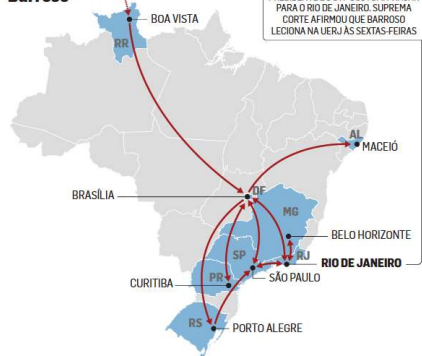 Barroso
PARA O RIO DE JANEIRO. SUPREMA
CORTE AFIRMOU QUE BARROSO
LECIONA NA UERJ ÀS SEXTAS-FEIRAS
BOA VISTA
RR
AL
MACEIÓ
BRASÍLIA
DF
MG
BELO HORIZONTE
SP
RJ
RIO DE JANEIRO
PR
SÃO PAULO
CURITIBA
RS
PORTO ALEGRE